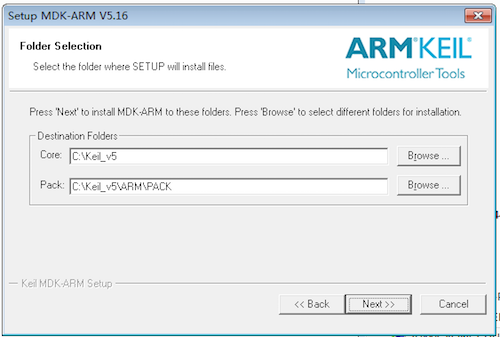 Setup MDK-ARM V5.16
Folder Selection
Select the folder where SETUP will install files.
ARM KEIL
Microcontroller Tools
Press 'Next' to install MDK-ARM to these folders. Press 'Browse' to select different folders for installation.
Destination Folders
Core: C:\Keil_v5 Browse ...
Pack: C:\Keil_v5\ARM\PACK Browse ...
Keil MDK-ARM Setup
<< Back Next >> Cancel